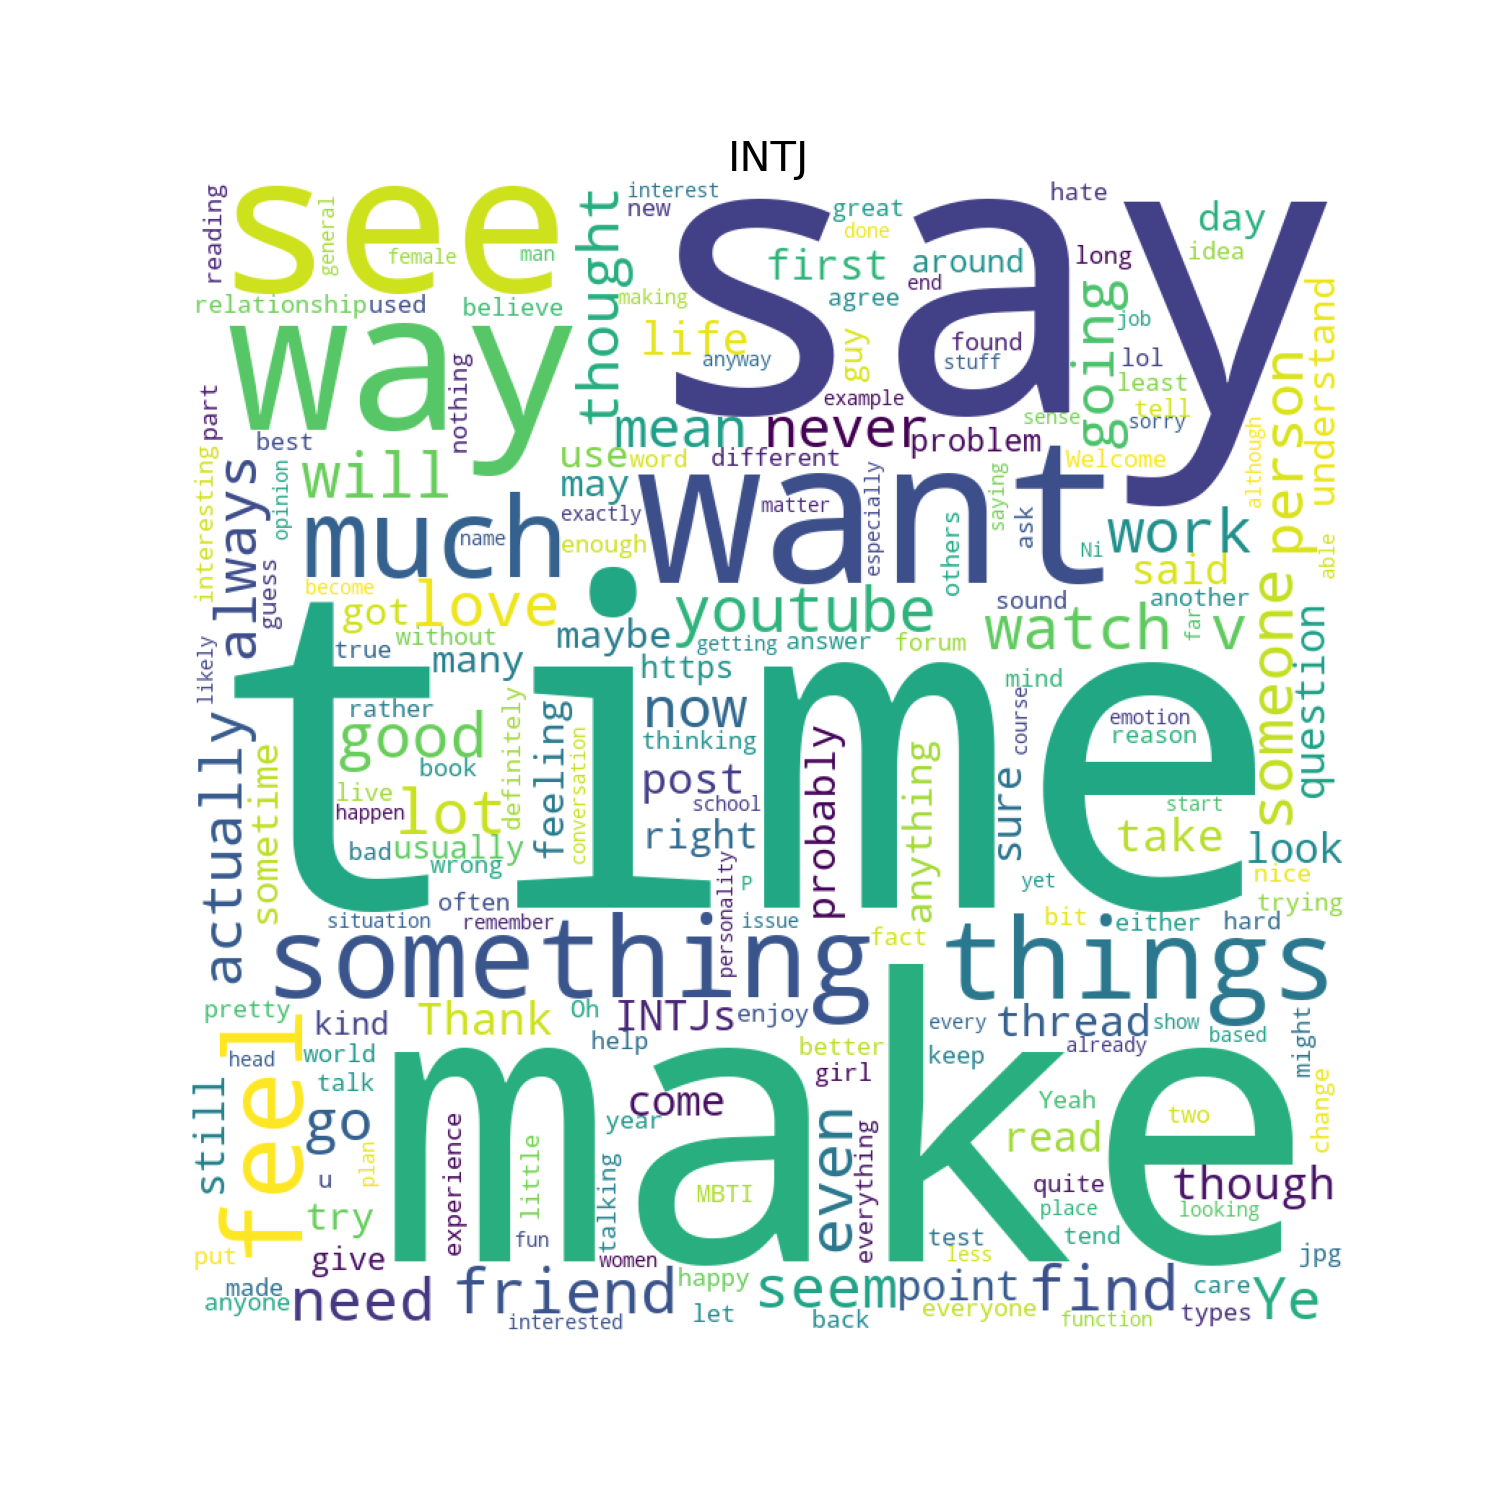 INTJ
see
say
way
want
time
make
something
things
much
reading
general
female
man
relationship
used
believe
thought
interest
new
great
done
hate
day
idea
first
around
long
end
making
agree
life
anyway
guy
found
stuff
going
job
lol
least
tell
sorry
understand
person
example
sense
nothing
part
best
mean
never
problem
although
interesting
opinion
always
will
use
word
different
Welcome
may
matter
especially
saying
ask
exactly
name
enough
others
Ni
work
able
guess
become
got
love
youtube
sound
said
another
without
maybe
getting
answer
forum
watch
far
v
someone
question
likely
true
many
https
mind
actually
sometime
rather
good
definitely
feeling
conversation
now
thinking
probably
anything
course
emotion
reason
book
post
live
school
sure
start
happen
lot
right
take
look
bad
usually
wrong
personality
P
yet
nice
trying
often
situation
remember
issue
fact
bit
either
hard
pretty
kind
Thank
Oh
INTJs
enjoy
every
thread
show
based
might
feel
head
world
help
better
keep
already
talk
girl
still
go
come
Yeah
two
change
year
even
read
u
plan
experience
little
talking
MBTI
everything
quite
though
place
looking
try
fun
test
tend
put
give
women
less
jpg
made
need
friend
happy
seem
point
find
care
Ye
anyone
interested
let
back
everyone
function
types